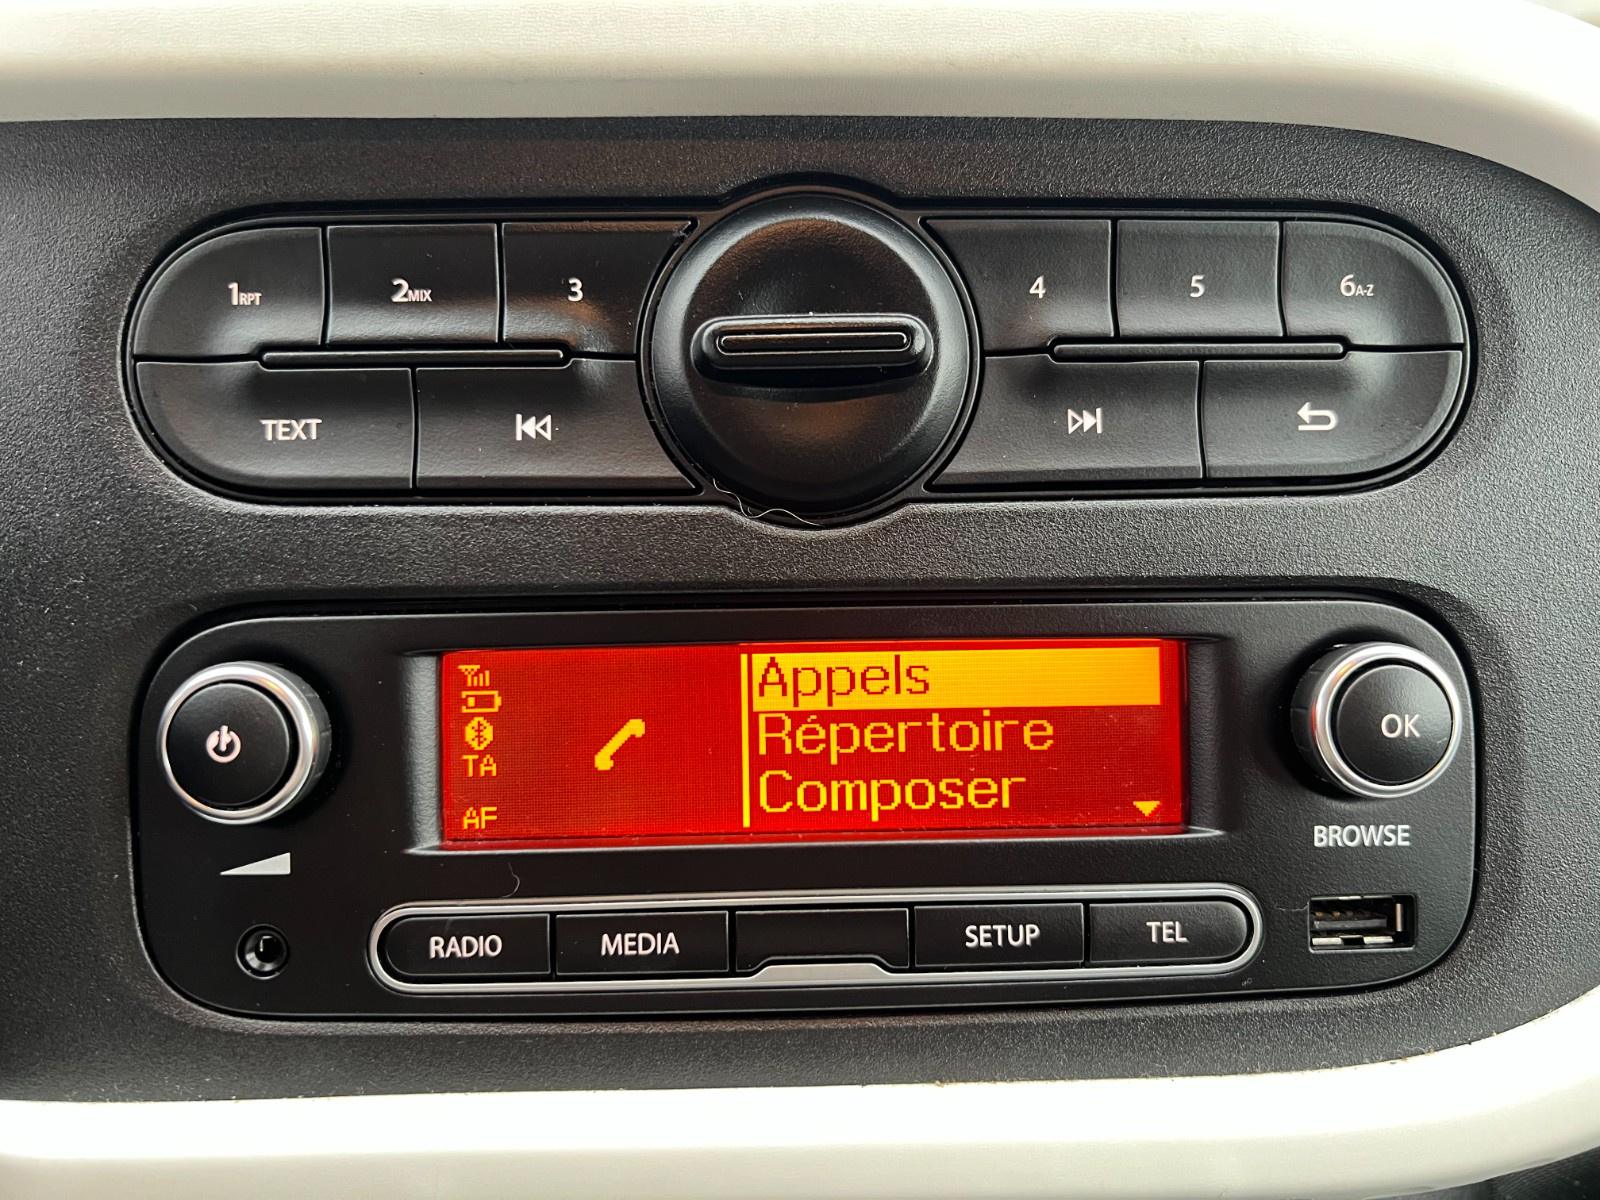 1RPT 2MIX 3 4 5 6A-Z
TEXT
Appels
Répertoire
Composer
TA
AF
OK
BROWSE
RADIO MEDIA SETUP TEL